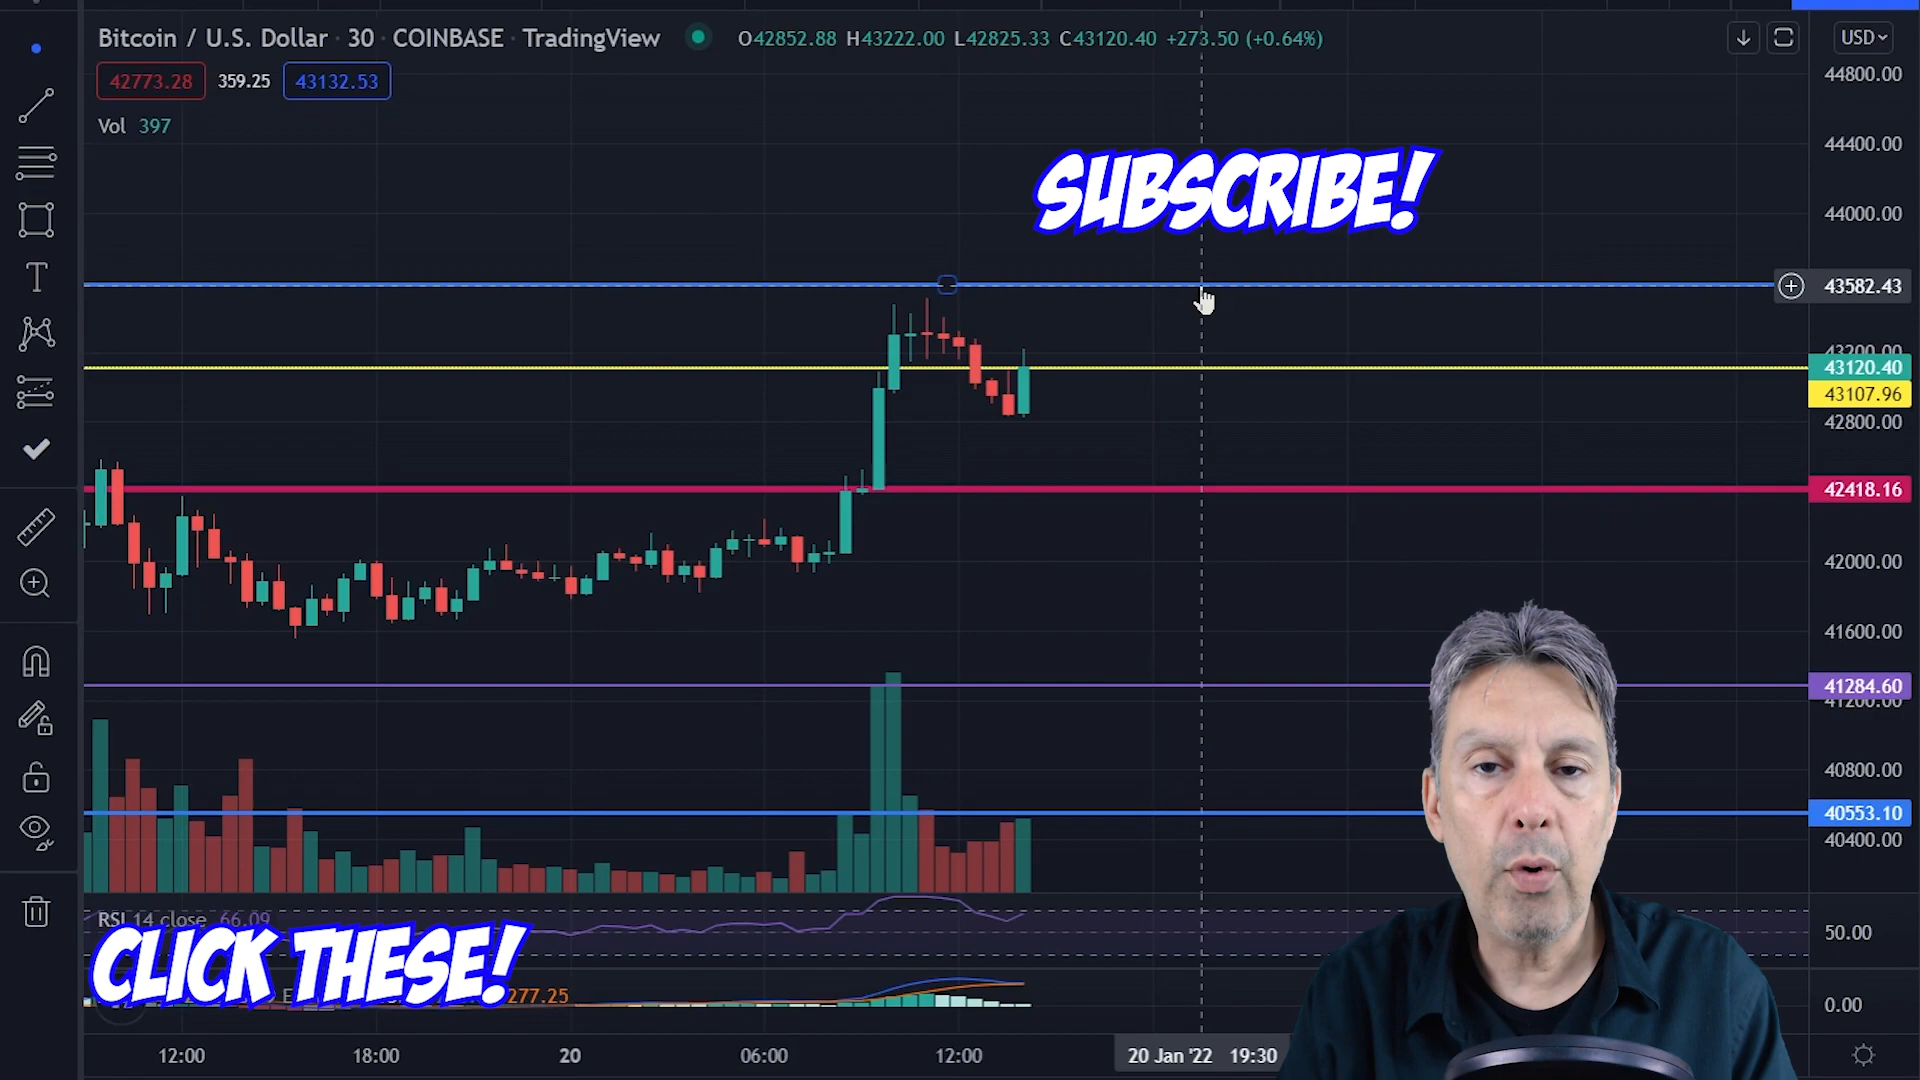 Bitcoin / U.S. Dollar · 30 · COINBASE · TradingView O42852.88 H43222.00 L42825.33 C43120.40 +273.50 (+0.64%) USD
42773.28 359.25 43132.53
44800.00
Vol 397
44400.00
SUBSCRIBE!
44000.00
43582.43
43200.00
43120.40
43107.96
42800.00
42418.16
42000.00
41600.00
41284.60
41200.00
40800.00
40553.10
40400.00
RSI 14 close 66.09
50.00
CLICK THESE!
277.25
0.00
12:00 18:00 20 06:00 12:00 20 Jan '22 19:30